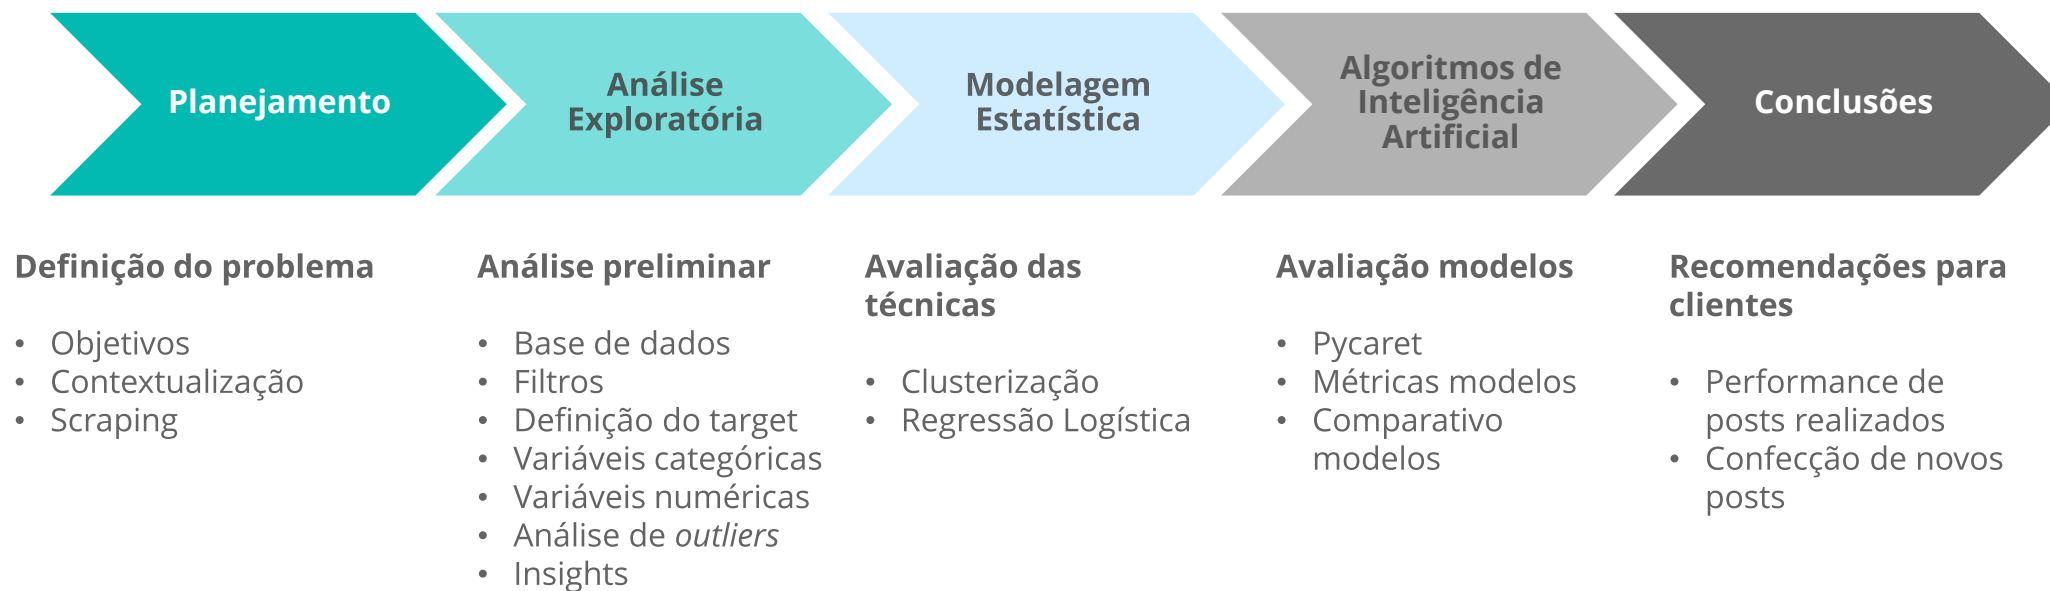 Planejamento
Análise
Exploratória
Modelagem
Estatística
Algoritmos de
Inteligência
Artificial
Conclusões
Definição do problema
• Objetivos
• Contextualização
• Scraping
Análise preliminar
• Base de dados
• Filtros
• Definição do target
• Variáveis categóricas
• Variáveis numéricas
• Análise de outliers
• Insights
Avaliação das
técnicas
• Clusterização
• Regressão Logística
Avaliação modelos
• Pycaret
• Métricas modelos
• Comparativo
modelos
Recomendações para
clientes
• Performance de
posts realizados
• Confecção de novos
posts